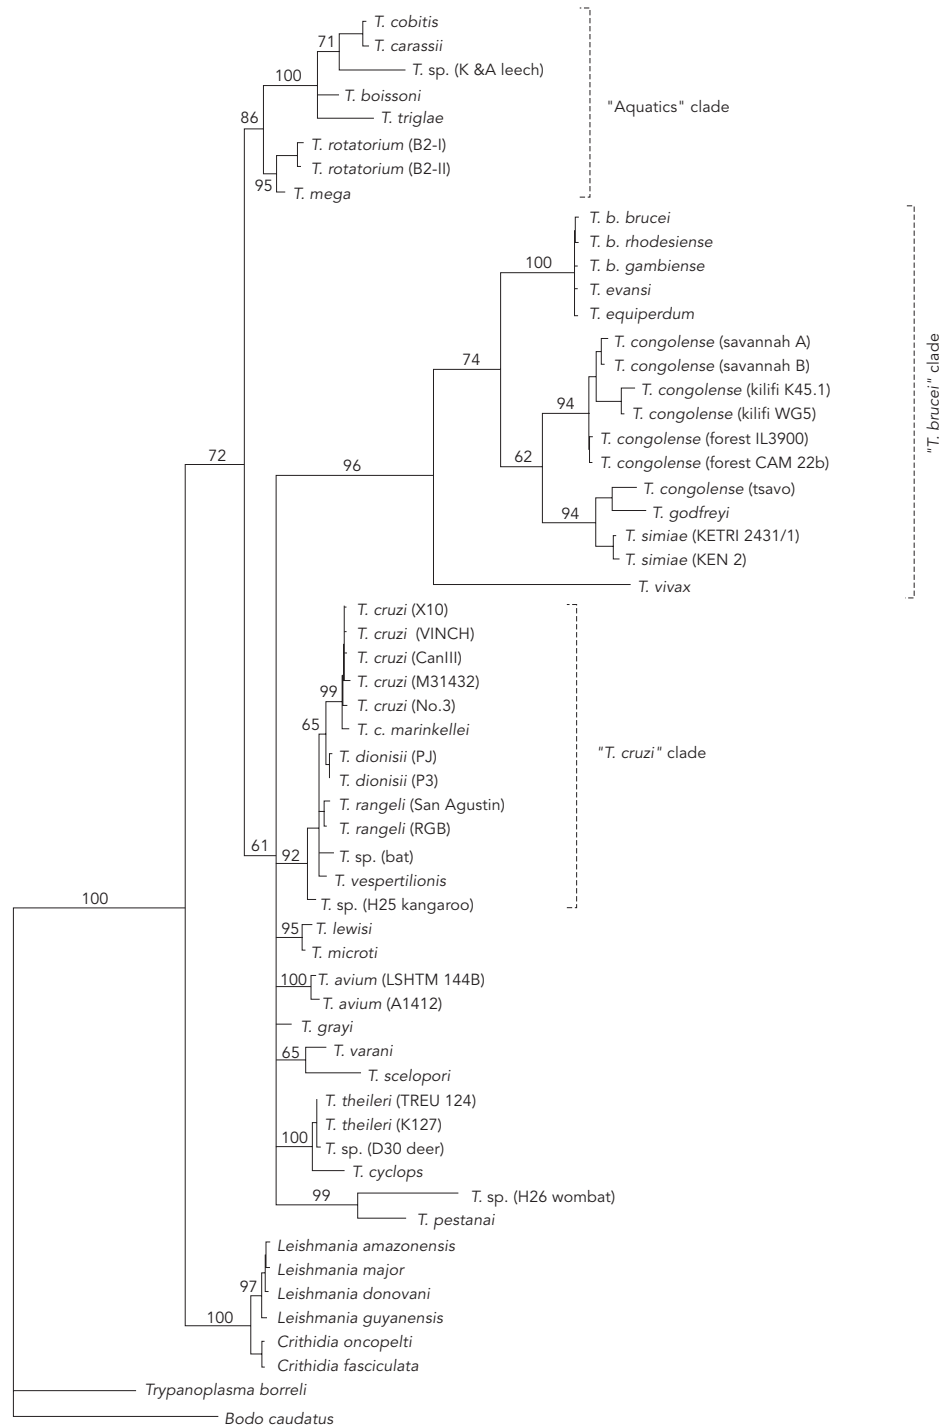 T. cobitis
71
T. carassii
T. sp. (K &A leech)
100
T. boissoni
"Aquatics" clade
T. triglae
86
T. rotatorium (B2-I)
T. rotatorium (B2-II)
95
T. mega
T. b. brucei
T. b. rhodesiense
100
T. b. gambiense
T. evansi
T. equiperdum
T. congolense (savannah A)
74
T. congolense (savannah B)
T. congolense (kilifi K45.1)
"T. brucei" clade
94
T. congolense (kilifi WG5)
T. congolense (forest IL3900)
72
96
62
T. congolense (forest CAM 22b)
T. congolense (tsavo)
94
T. godfreyi
T. simiae (KETRI 2431/1)
T. simiae (KEN 2)
T. vivax
T. cruzi (X10)
T. cruzi (VINCH)
T. cruzi (CanIII)
T. cruzi (M31432)
99
T. cruzi (No.3)
65
T. c. marinkellei
"T. cruzi" clade
T. dionisii (PJ)
T. dionisii (P3)
T. rangeli (San Agustin)
T. rangeli (RGB)
61
92
T. sp. (bat)
T. vespertilionis
100
T. sp. (H25 kangaroo)
95
T. lewisi
T. microti
100
T. avium (LSHTM 144B)
T. avium (A1412)
T. grayi
65
T. varani
T. scelopori
T. theileri (TREU 124)
T. theileri (K127)
100
T. sp. (D30 deer)
T. cyclops
99
T. sp. (H26 wombat)
T. pestanai
Leishmania amazonensis
Leishmania major
97
Leishmania donovani
100
Leishmania guyanensis
Crithidia oncopelti
Crithidia fasciculata
Trypanoplasma borreli
Bodo caudatus